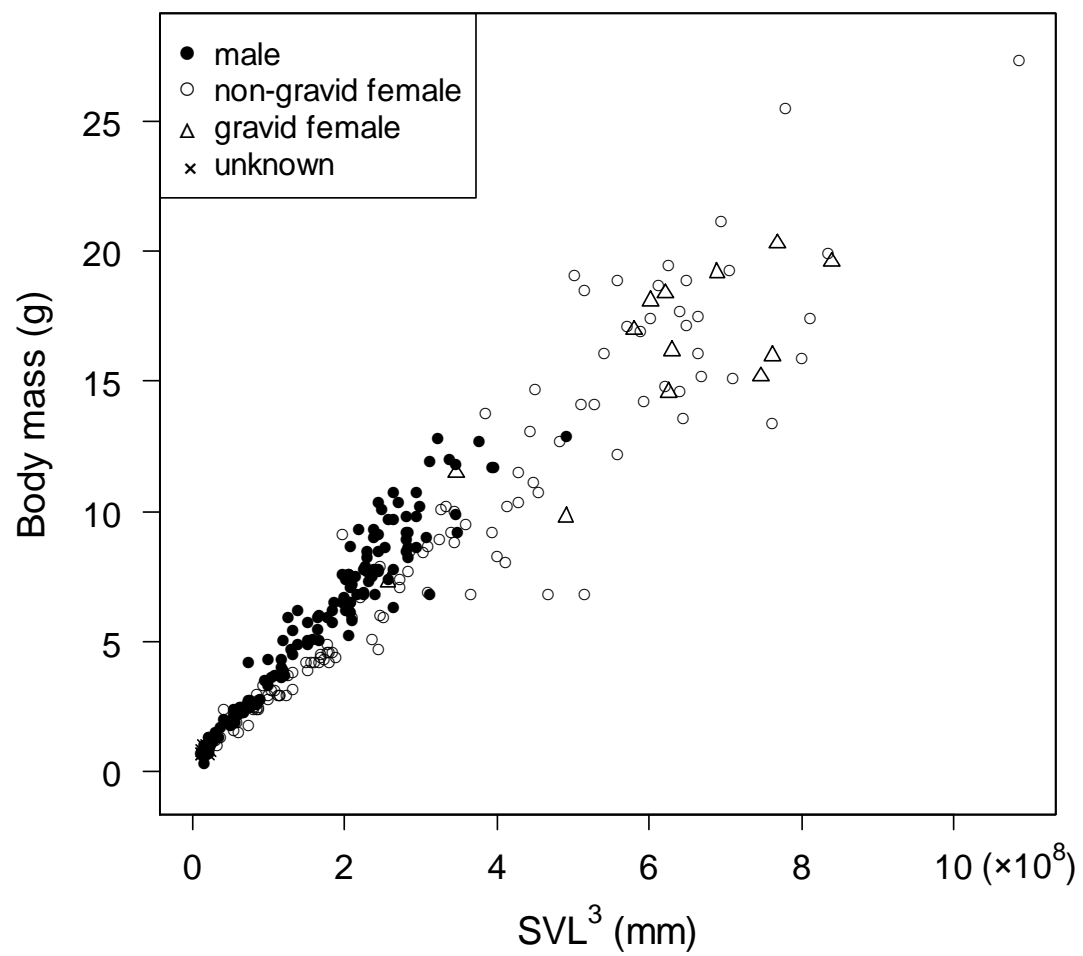 male
non-gravid female
gravid female
unknown
25
20
15
10
5
0
Body mass (g)
0 2 4 6 8 10 (×10⁸)
SVL³ (mm)